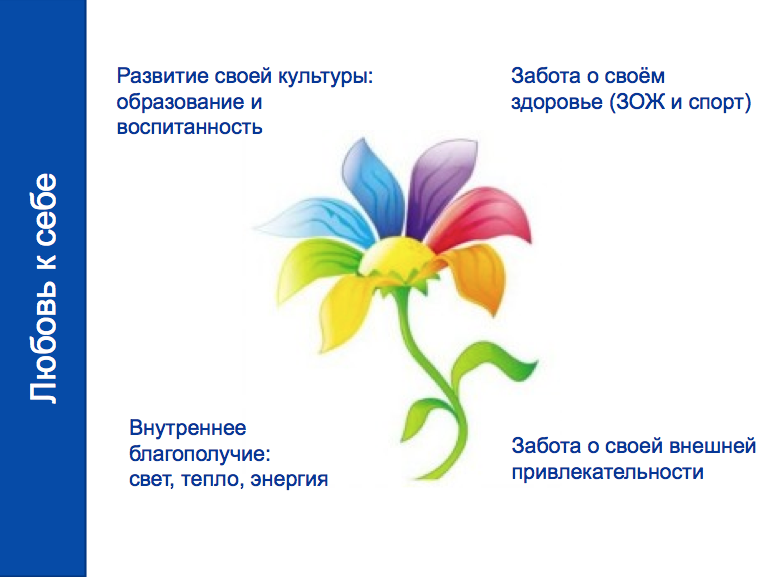 Любовь к себе
Развитие своей культуры:
образование и
воспитанность
Забота о своём
здоровье (ЗОЖ и спорт)
Внутреннее
благополучие:
свет, тепло, энергия
Забота о своей внешней
привлекательности